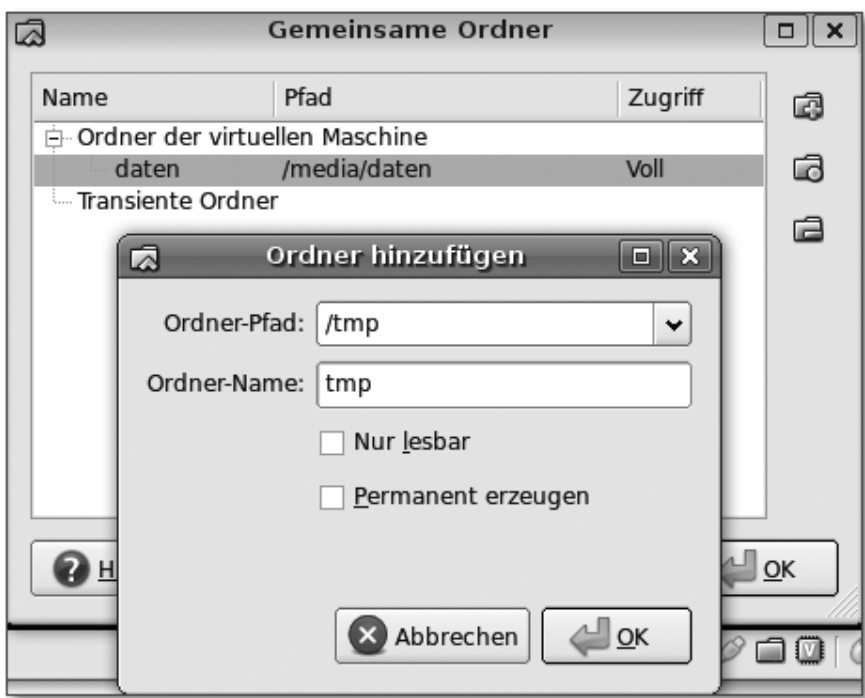 Gemeinsame Ordner
Name Pfad Zugriff
Ordner der virtuellen Maschine
daten /media/daten Voll
Transiente Ordner
Ordner hinzufügen
Ordner-Pfad: /tmp
Ordner-Name: tmp
Nur lesbar
Permanent erzeugen
H OK
Abbrechen OK
V